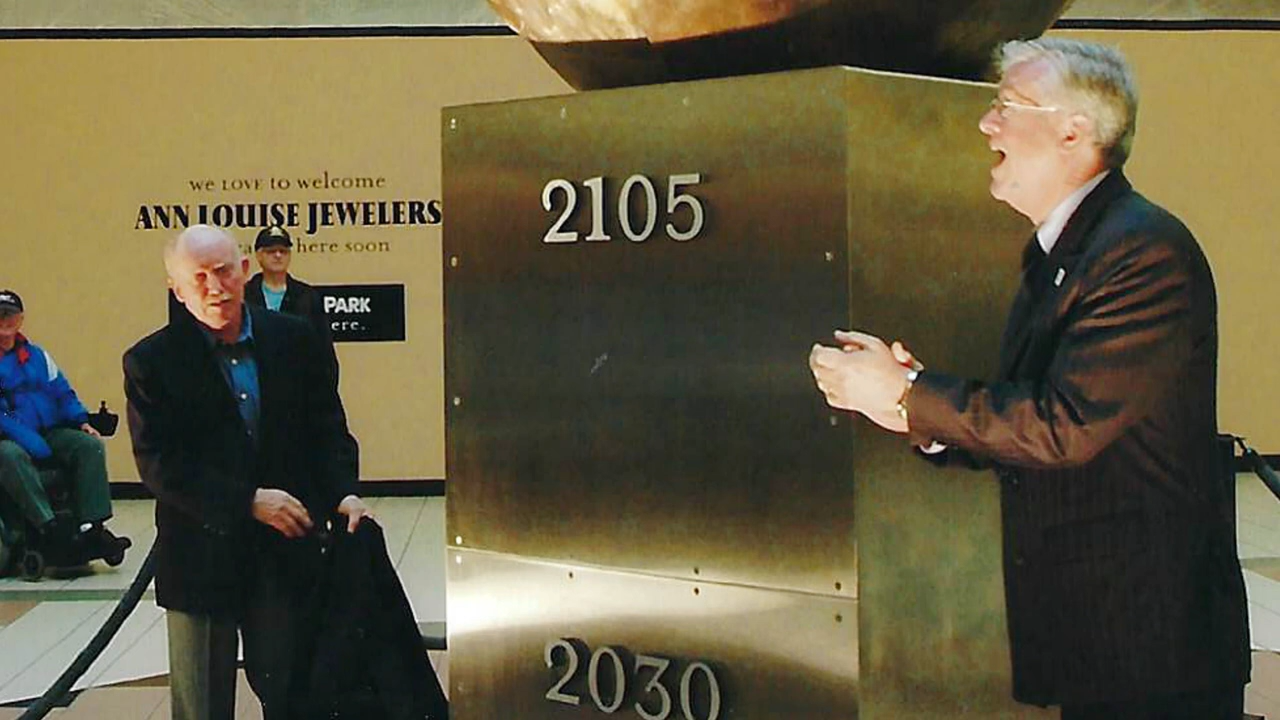 we LOVE to welcome
ANN LOUISE JEWELERS
here soon
PARK
ere.
2105
2030